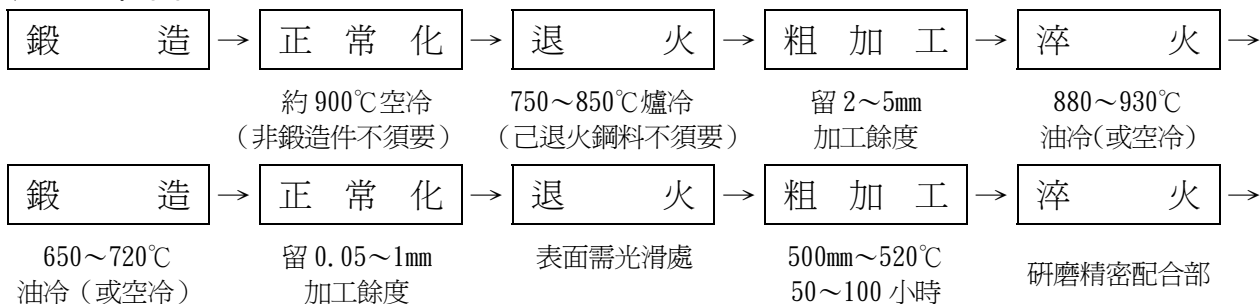 鍛 造 → 正 常 化 → 退 火 → 粗 加 工 → 淬 火 →
約 900℃空冷 750～850℃爐冷 留 2～5mm 880～930℃
（非鍛造件不須要） （己退火鋼料不須要） 加工餘度 油冷(或空冷)
鍛 造 → 正 常 化 → 退 火 → 粗 加 工 → 淬 火 →
650～720℃ 留 0.05～1mm 表面需光滑處 500mm～520℃ 研磨精密配合部
油冷（或空冷） 加工餘度 50～100 小時